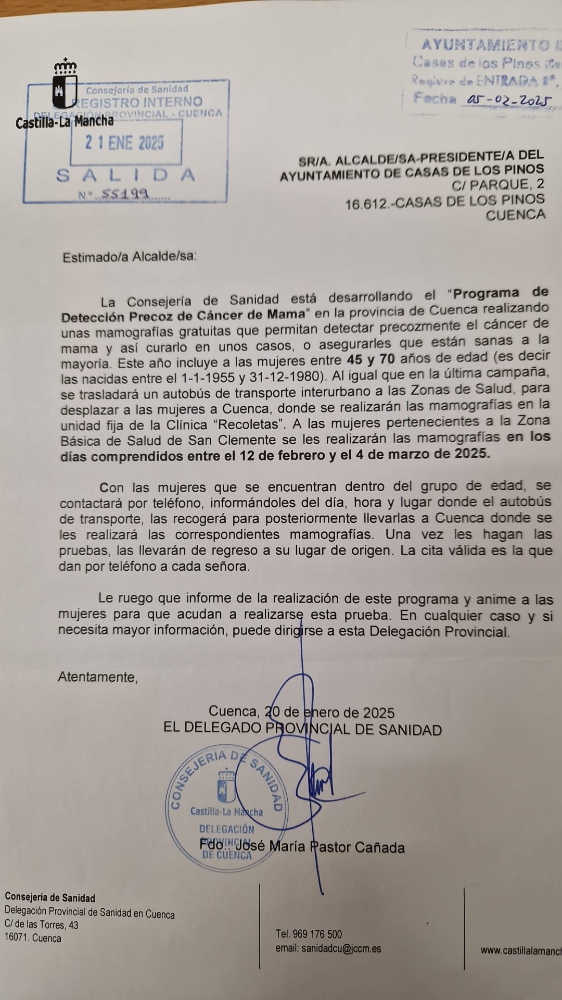 AYUNTAMIENTO
Casas de los Pinos
Registro de ENTRADA
Fecha 05-02-2025
Consejería de Sanidad
REGISTRO INTERNO
DELEGACIÓN PROVINCIAL - CUENCA
Castilla-La Mancha
21 ENE 2025
SALIDA
N.º 55199
SR/A. ALCALDE/SA-PRESIDENTE/A DEL
AYUNTAMIENTO DE CASAS DE LOS PINOS
C/ PARQUE, 2
16.612.-CASAS DE LOS PINOS
CUENCA
Estimado/a Alcalde/sa:
La Consejería de Sanidad está desarrollando el “Programa de
Detección Precoz de Cáncer de Mama” en la provincia de Cuenca realizando
unas mamografías gratuitas que permitan detectar precozmente el cáncer de
mama y así curarlo en unos casos, o asegurarles que están sanas a la
mayoría. Este año incluye a las mujeres entre 45 y 70 años de edad (es decir
las nacidas entre el 1-1-1955 y 31-12-1980). Al igual que en la última campaña,
se trasladará un autobús de transporte interurbano a las Zonas de Salud, para
desplazar a las mujeres a Cuenca, donde se realizarán las mamografías en la
unidad fija de la Clínica “Recoletas”. A las mujeres pertenecientes a la Zona
Básica de Salud de San Clemente se les realizarán las mamografías en los
días comprendidos entre el 12 de febrero y el 4 de marzo de 2025.
Con las mujeres que se encuentran dentro del grupo de edad, se
contactará por teléfono, informándoles del día, hora y lugar donde el autobús
de transporte, las recogerá para posteriormente llevarlas a Cuenca donde se
les realizará las correspondientes mamografías. Una vez les hagan las
pruebas, las llevarán de regreso a su lugar de origen. La cita válida es la que
dan por teléfono a cada señora.
Le ruego que informe de la realización de este programa y anime a las
mujeres para que acudan a realizarse esta prueba. En cualquier caso y si
necesita mayor información, puede dirigirse a esta Delegación Provincial.
Atentamente,
Cuenca, 20 de enero de 2025
EL DELEGADO PROVINCIAL DE SANIDAD
CONSEJERÍA DE SANIDAD
Castilla-La Mancha
DELEGACIÓN
PROVINCIAL
DE CUENCA
Fdo.: José María Pastor Cañada
Consejería de Sanidad
Delegación Provincial de Sanidad en Cuenca
C/ de las Torres, 43
16071. Cuenca
Tel. 969 176 500
email: sanidadcu@jccm.es
www.castillalamanch